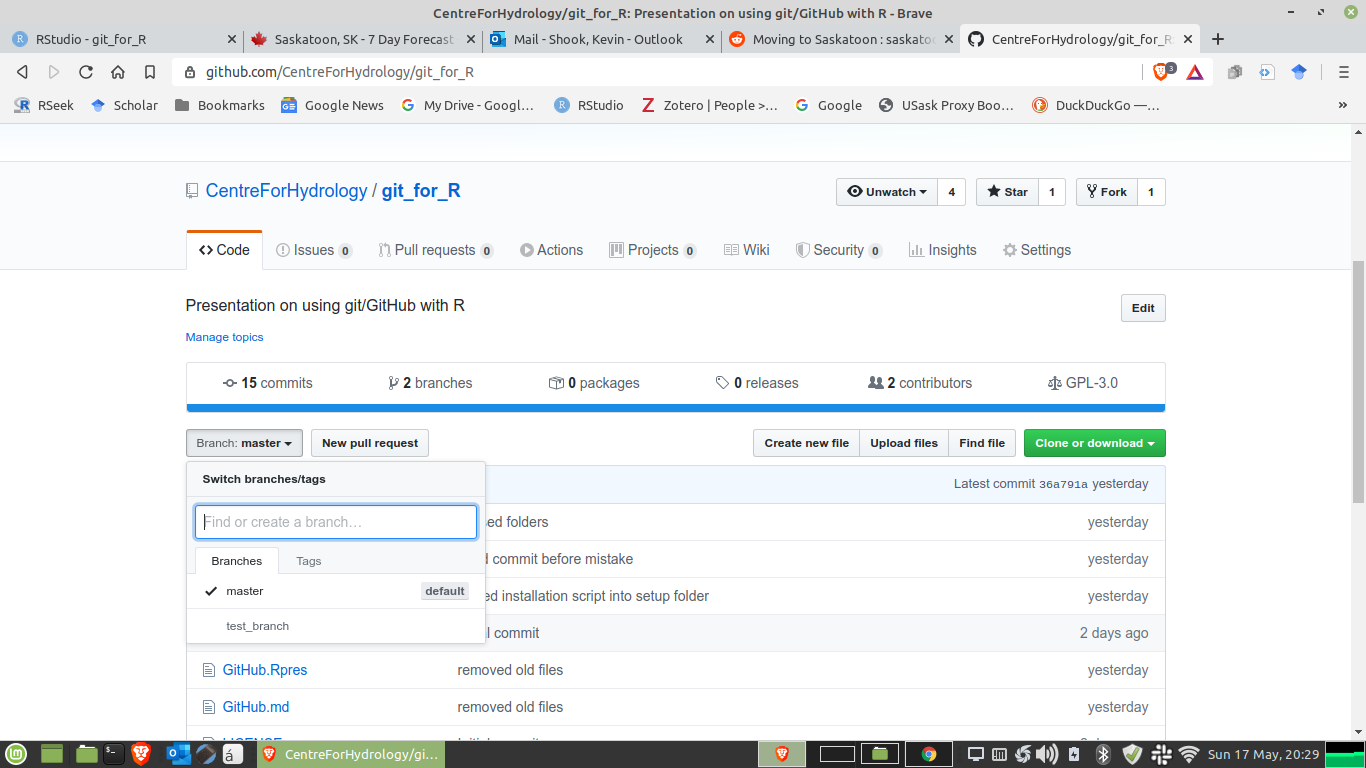 CentreForHydrology/git_for_R: Presentation on using git/GitHub with R - Brave
RStudio - git_for_R
Saskatoon, SK - 7 Day Forecast
Mail - Shook, Kevin - Outlook
Moving to Saskatoon : saskatoo
CentreForHydrology/git_for_R
github.com/CentreForHydrology/git_for_R
3
RSeek
Scholar
Bookmarks
Google News
My Drive - Googl…
RStudio
Zotero | People >…
Google
USask Proxy Boo…
DuckDuckGo —…
»
CentreForHydrology / git_for_R
Unwatch 4
Star 1
Fork 1
Code
Issues 0
Pull requests 0
Actions
Projects 0
Wiki
Security 0
Insights
Settings
Presentation on using git/GitHub with R
Edit
Manage topics
15 commits
2 branches
0 packages
0 releases
2 contributors
GPL-3.0
Branch: master
New pull request
Create new file
Upload files
Find file
Clone or download
Switch branches/tags
Latest commit 36a791a yesterday
Find or create a branch…
ed folders
yesterday
Branches
Tags
commit before mistake
yesterday
master
default
ed installation script into setup folder
yesterday
test_branch
l commit
2 days ago
GitHub.Rpres
removed old files
yesterday
GitHub.md
removed old files
yesterday
CentreForHydrology/gi…
á
Sun 17 May, 20:29